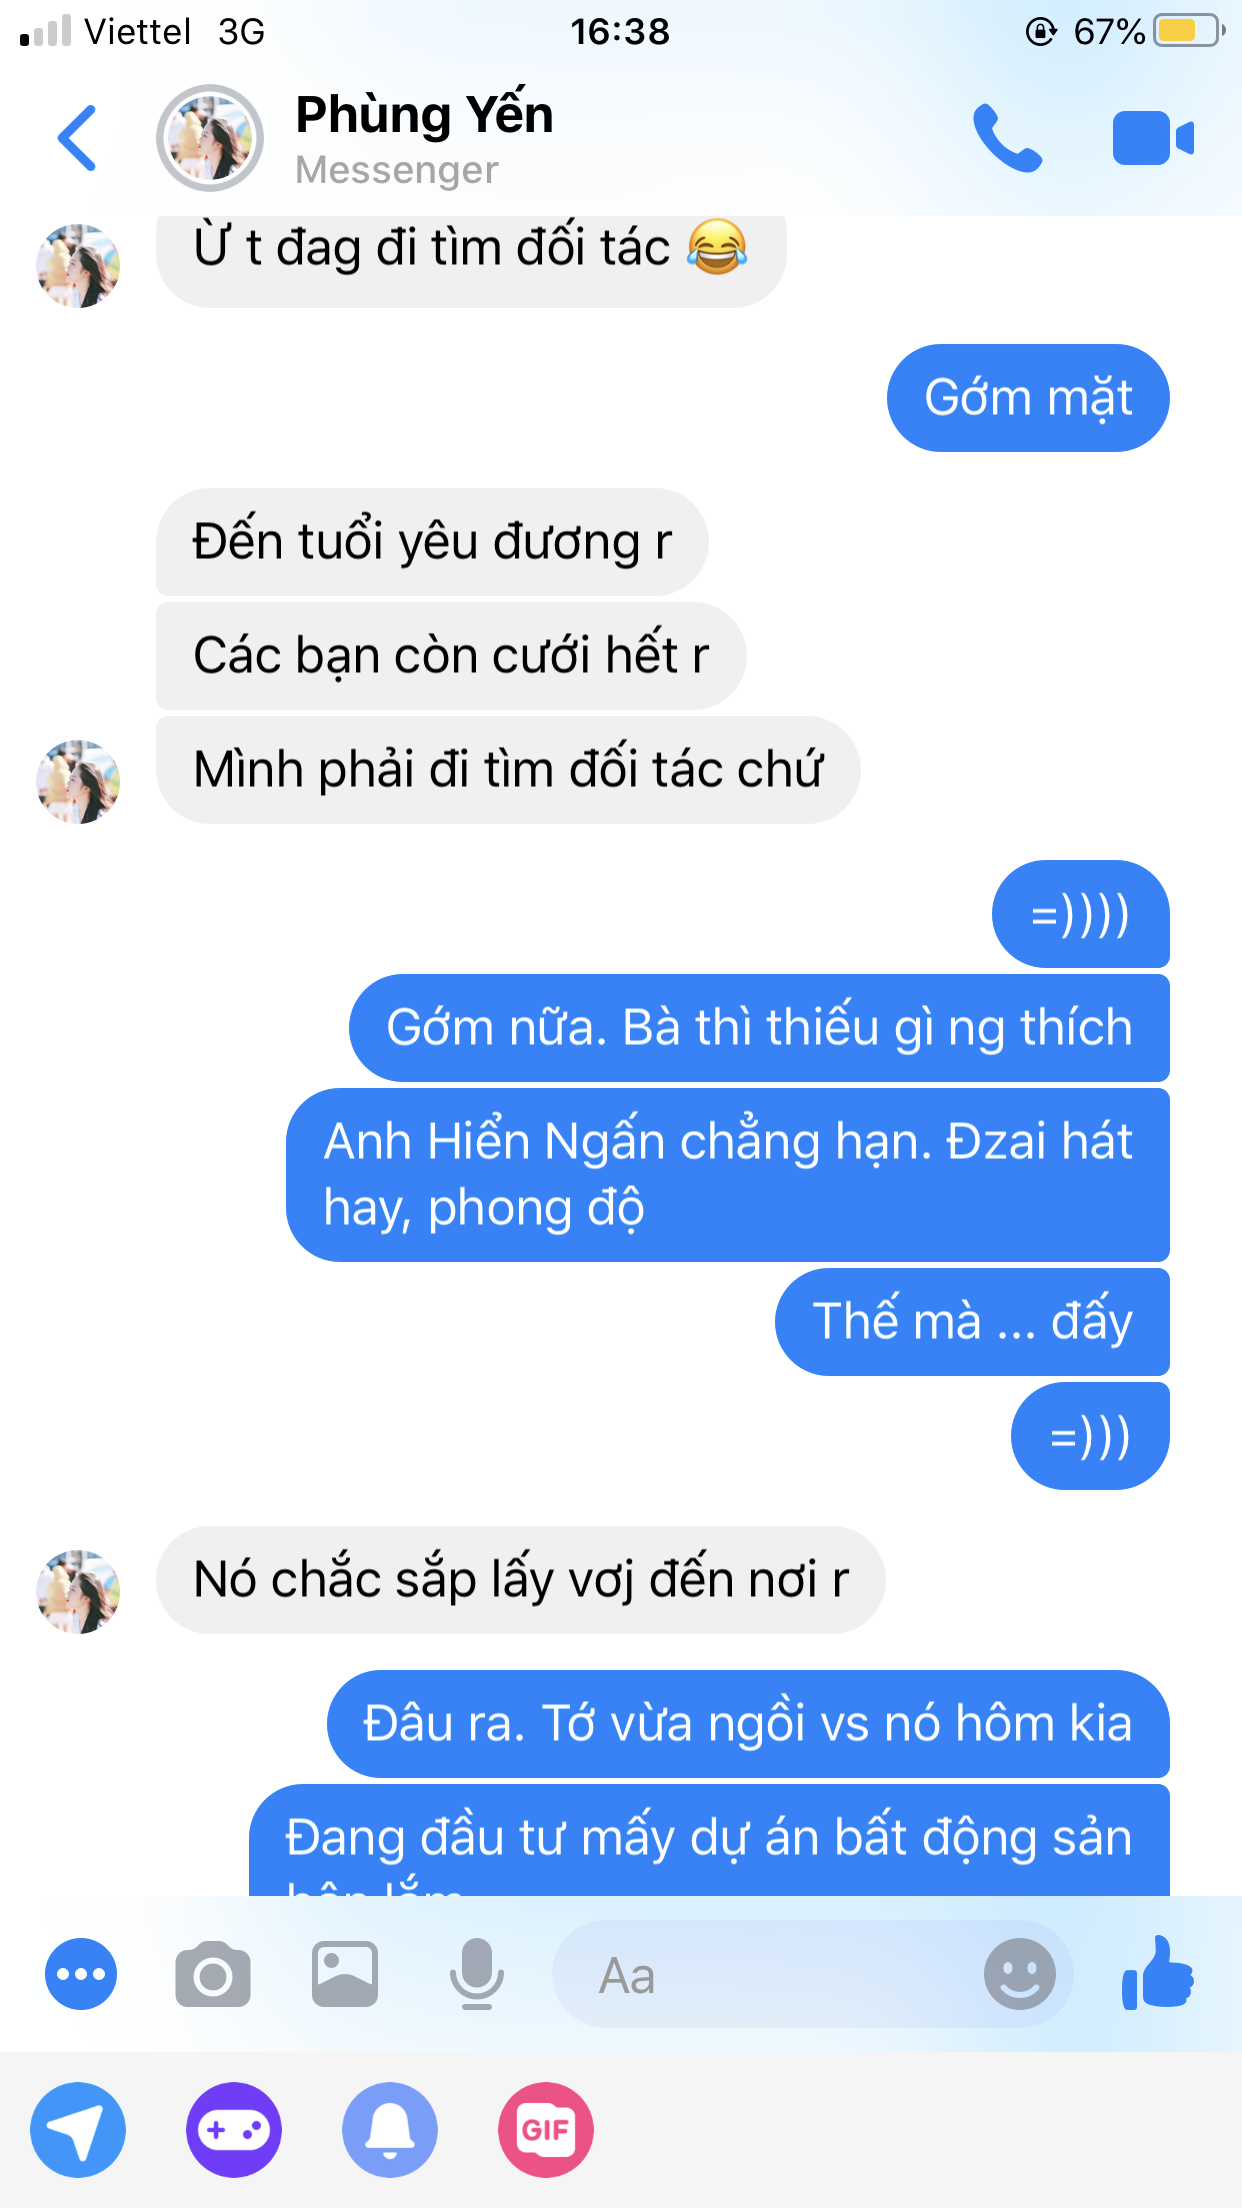 Viettel 3G 16:38 67%
Phùng Yến
Messenger
Ừ t đag đi tìm đối tác 😂
Gớm mặt
Đến tuổi yêu đương r
Các bạn còn cưới hết r
Mình phải đi tìm đối tác chứ
=))))
Gớm nữa. Bà thì thiếu gì ng thích
Anh Hiển Ngấn chẳng hạn. Đzai hát
hay, phong độ
Thế mà ... đấy
=)))
Nó chắc sắp lấy vơj đến nơi r
Đâu ra. Tớ vừa ngồi vs nó hôm kia
Đang đầu tư mấy dự án bất động sản
Aa
GIF